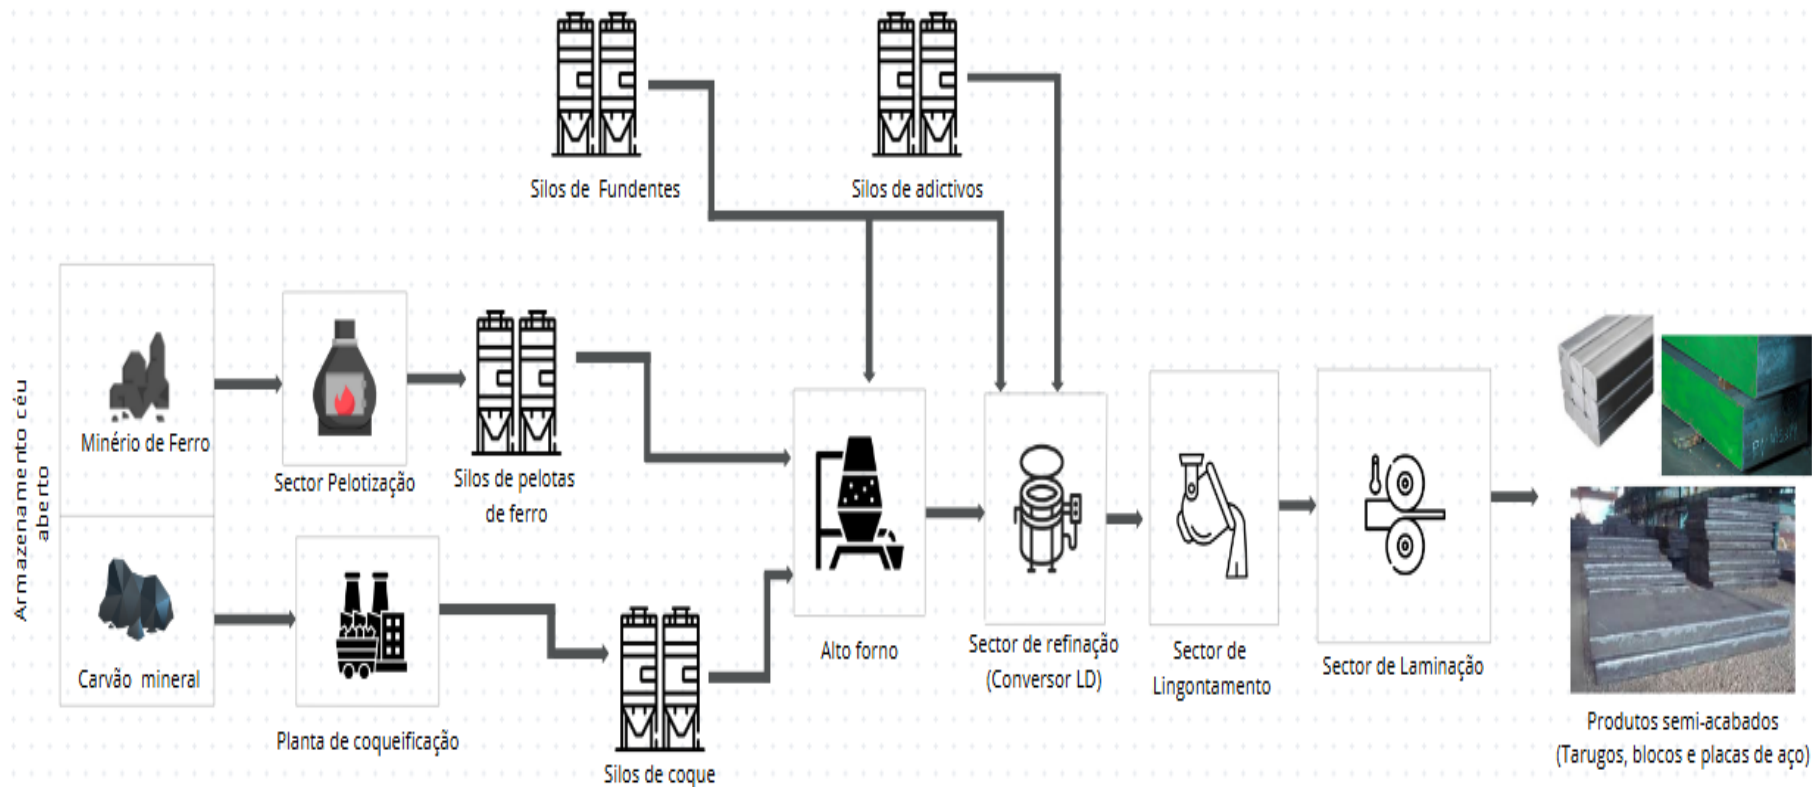 Silos de Fundentes
Silos de adictivos
Armazenamento céu
aberto
Minério de Ferro
Sector Pelotização
Silos de pelotas
de ferro
Carvão mineral
Planta de coqueificação
Silos de coque
Alto forno
Sector de refinação
(Conversor LD)
Sector de
Lingontamento
Sector de Laminação
Produtos semi-acabados
(Tarugos, blocos e placas de aço)